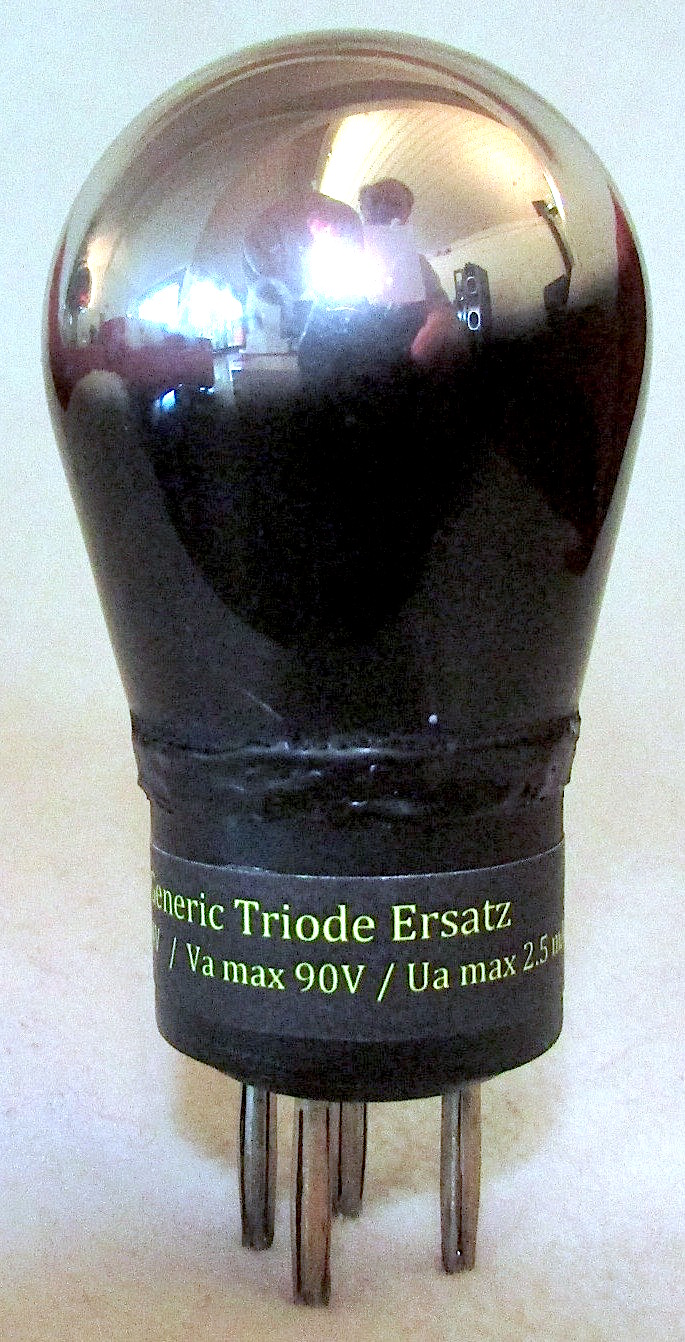 Generic Triode Ersatz
/ Va max 90V / Ua max 2.5